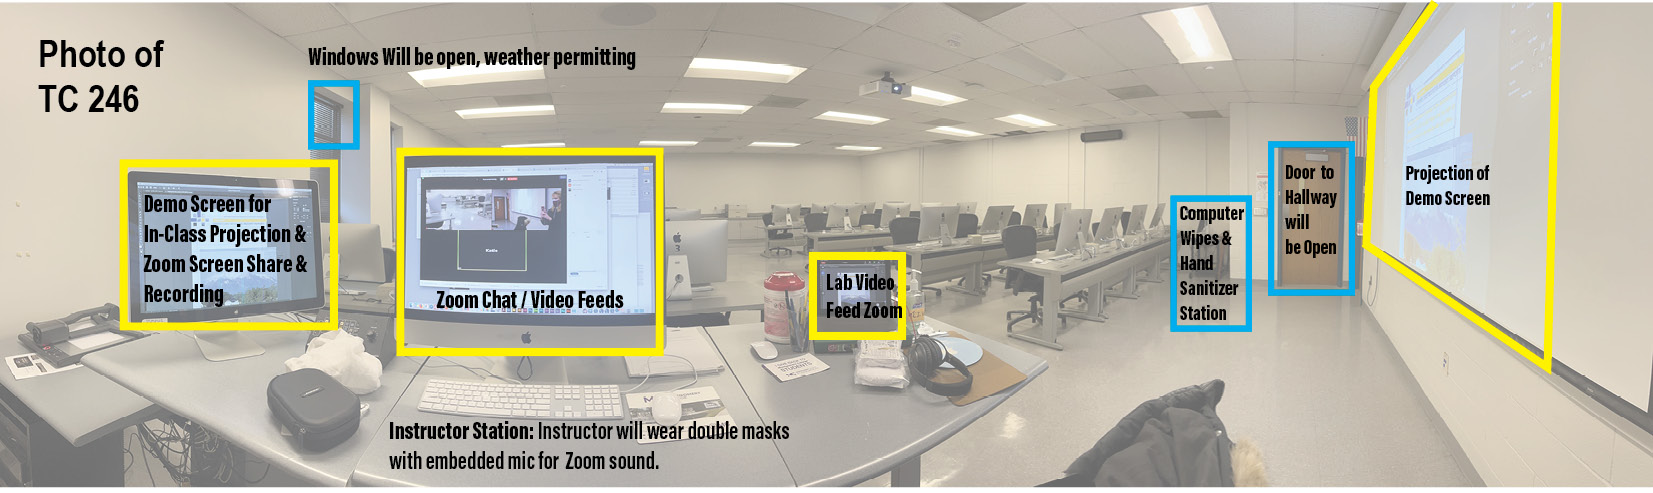 Photo of
TC 246
Windows Will be open, weather permitting
Demo Screen for
In-Class Projection &
Zoom Screen Share &
Recording
Zoom Chat / Video Feeds
Lab Video
Feed Zoom
Computer
Wipes &
Hand
Sanitizer
Station
Door to
Hallway
will
be Open
Projection of
Demo Screen
Instructor Station: Instructor will wear double masks
with embedded mic for Zoom sound.